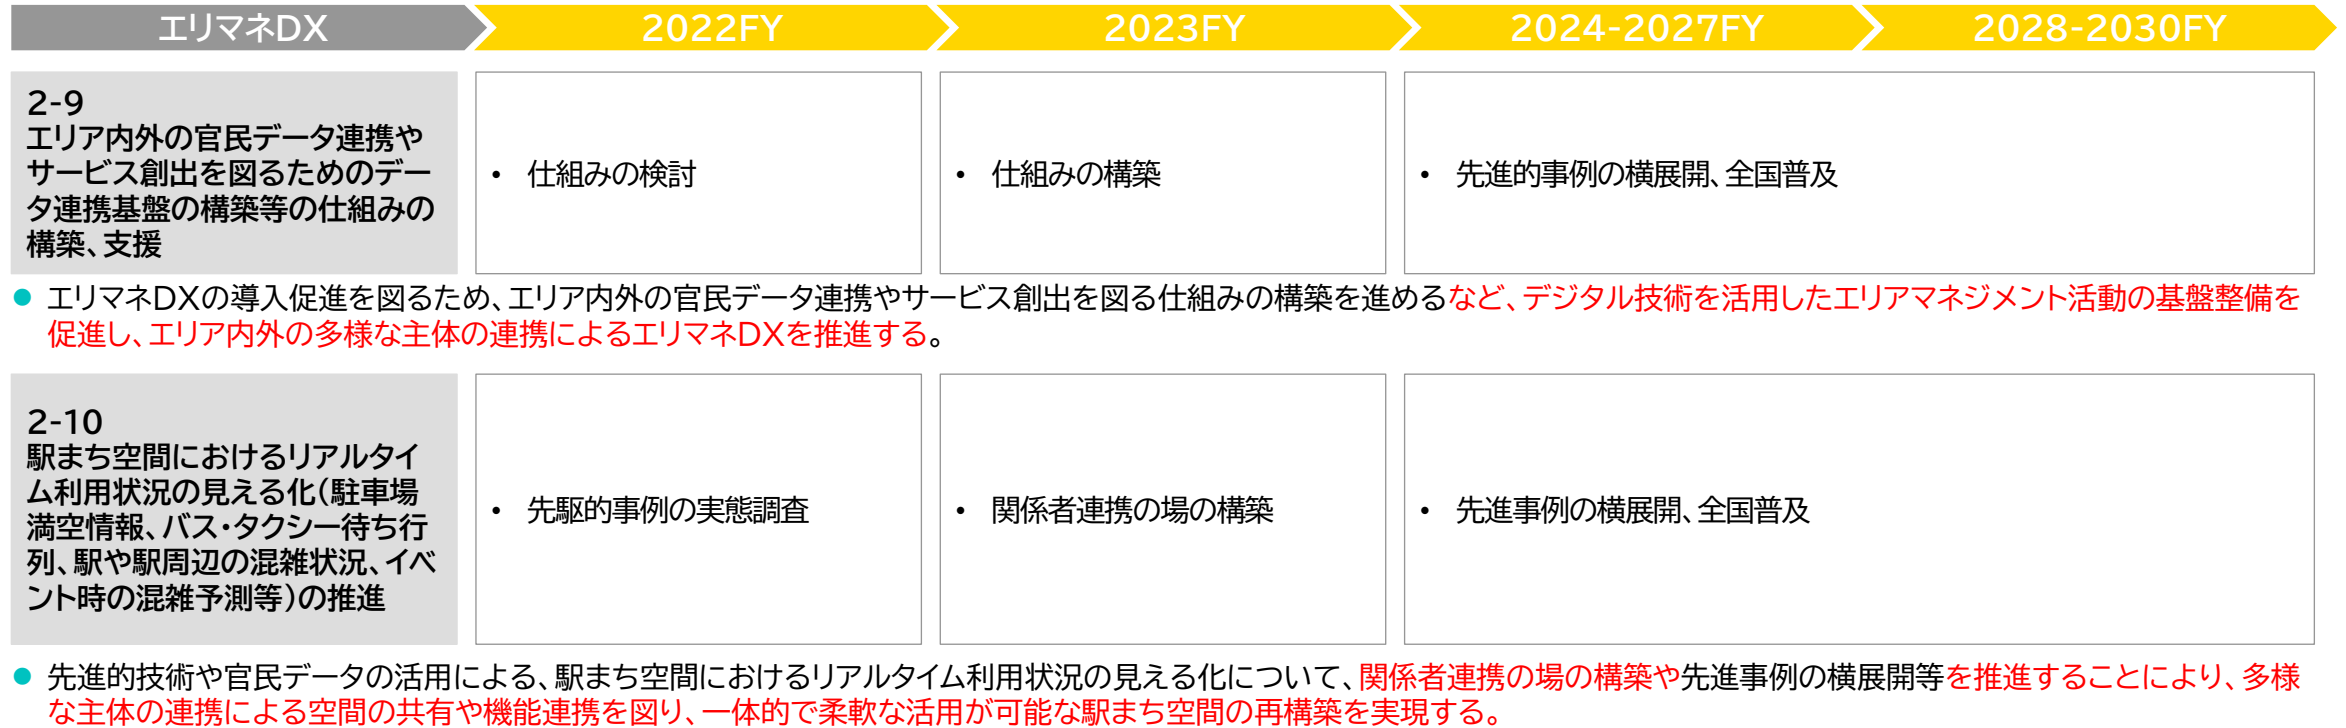 エリマネDX 2022FY 2023FY 2024-2027FY 2028-2030FY
2-9
エリア内外の官民データ連携や
サービス創出を図るためのデー
タ連携基盤の構築等の仕組みの
構築、支援
• 仕組みの検討
• 仕組みの構築
• 先進的事例の横展開、全国普及
● エリマネDXの導入促進を図るため、エリア内外の官民データ連携やサービス創出を図る仕組みの構築を進めるなど、デジタル技術を活用したエリアマネジメント活動の基盤整備を
促進し、エリア内外の多様な主体の連携によるエリマネDXを推進する。
2-10
駅まち空間におけるリアルタイ
ム利用状況の見える化(駐車場
満空情報、バス・タクシー待ち行
列、駅や駅周辺の混雑状況、イベ
ント時の混雑予測等)の推進
• 先駆的事例の実態調査
• 関係者連携の場の構築
• 先進事例の横展開、全国普及
● 先進的技術や官民データの活用による、駅まち空間におけるリアルタイム利用状況の見える化について、関係者連携の場の構築や先進事例の横展開等を推進することにより、多様
な主体の連携による空間の共有や機能連携を図り、一体的で柔軟な活用が可能な駅まち空間の再構築を実現する。